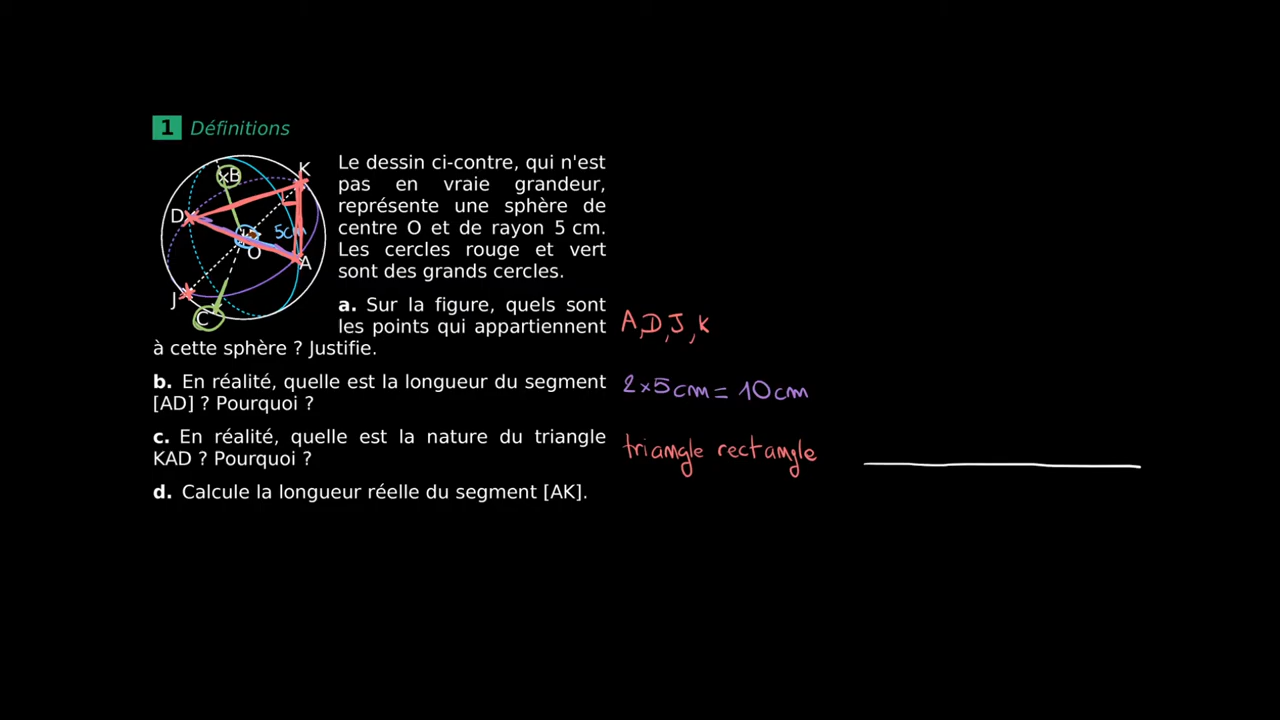 1 Définitions
B
K
D
5cm
O
A
J
C
Le dessin ci-contre, qui n'est
pas en vraie grandeur,
représente une sphère de
centre O et de rayon 5 cm.
Les cercles rouge et vert
sont des grands cercles.
a. Sur la figure, quels sont
les points qui appartiennent A, D, J, K
à cette sphère ? Justifie.
b. En réalité, quelle est la longueur du segment 2×5cm = 10cm
[AD] ? Pourquoi ?
c. En réalité, quelle est la nature du triangle triangle rectangle
KAD ? Pourquoi ?
d. Calcule la longueur réelle du segment [AK].